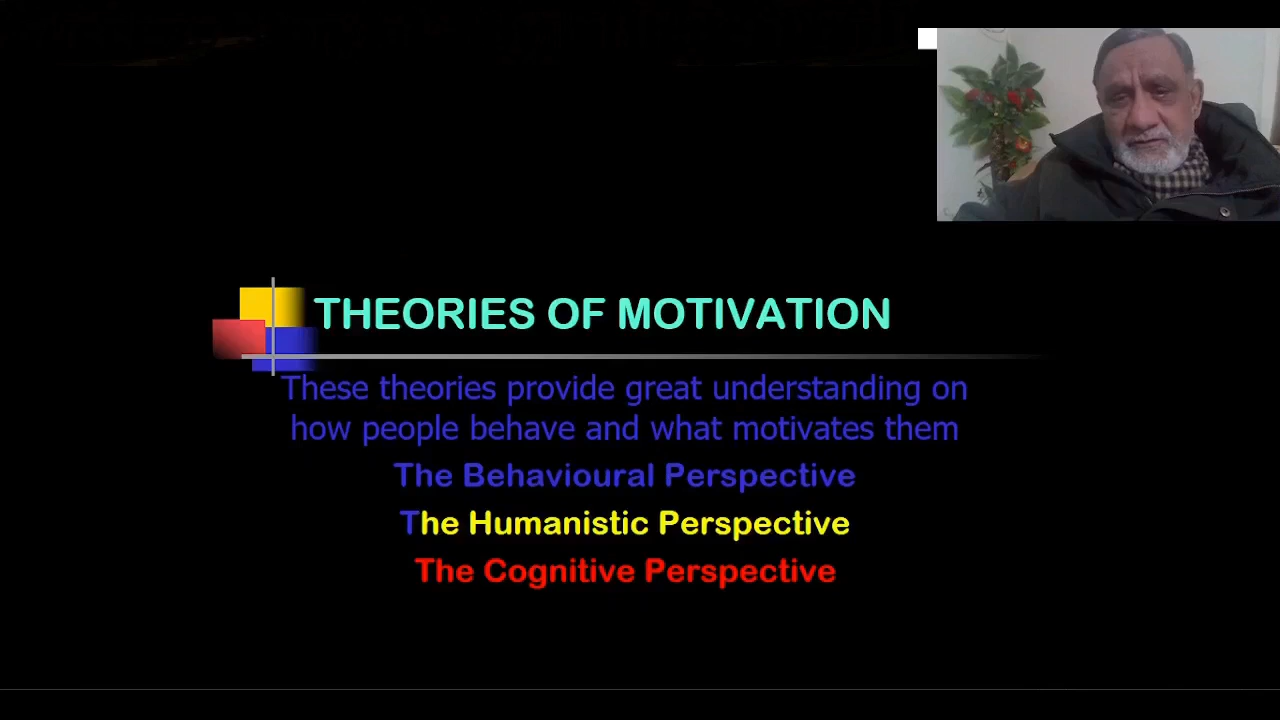 THEORIES OF MOTIVATION
These theories provide great understanding on
how people behave and what motivates them
The Behavioural Perspective
The Humanistic Perspective
The Cognitive Perspective